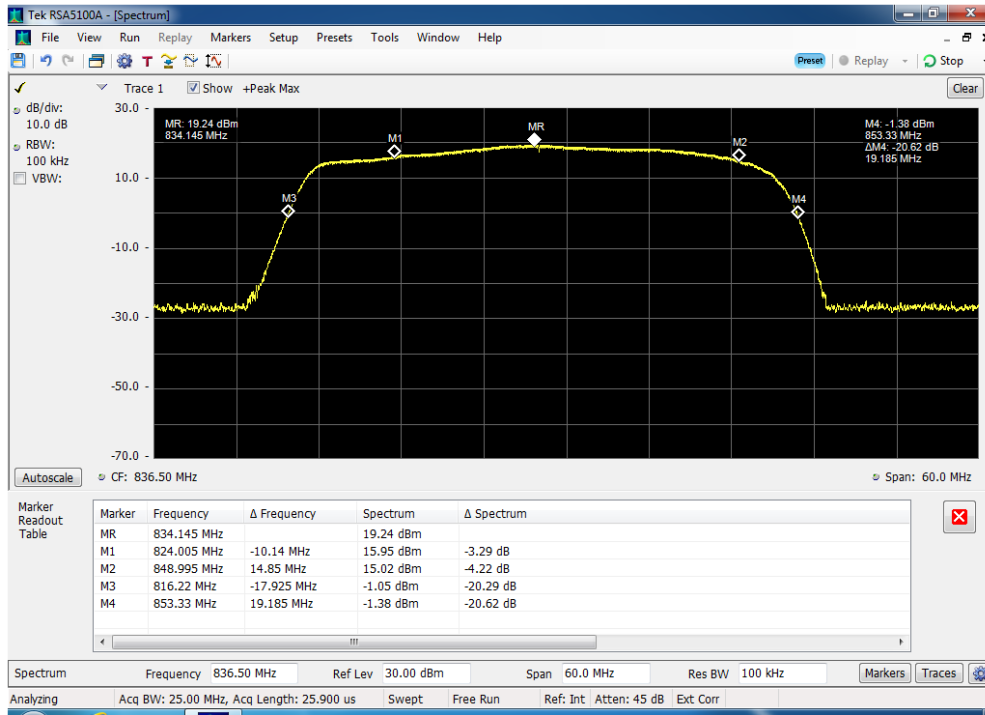 Tek RSA5100A - [Spectrum]
File View Run Replay Markers Setup Presets Tools Window Help
Preset Replay Stop
Trace 1 Show +Peak Max Clear
dB/div:
10.0 dB
RBW:
100 kHz
VBW:
30.0
10.0
-10.0
-30.0
-50.0
-70.0
MR: 19.24 dBm
834.145 MHz
M4: -1.38 dBm
853.33 MHz
ΔM4: -20.62 dB
19.185 MHz
M3
M1
MR
M2
M4
Autoscale CF: 836.50 MHz Span: 60.0 MHz
Marker
Readout
Table
Marker Frequency Δ Frequency Spectrum Δ Spectrum
MR 834.145 MHz 19.24 dBm
M1 824.005 MHz -10.14 MHz 15.95 dBm -3.29 dB
M2 848.995 MHz 14.85 MHz 15.02 dBm -4.22 dB
M3 816.22 MHz -17.925 MHz -1.05 dBm -20.29 dB
M4 853.33 MHz 19.185 MHz -1.38 dBm -20.62 dB
Spectrum Frequency 836.50 MHz Ref Lev 30.00 dBm Span 60.0 MHz Res BW 100 kHz Markers Traces
Analyzing Acq BW: 25.00 MHz, Acq Length: 25.900 us Swept Free Run Ref: Int Atten: 45 dB Ext Corr